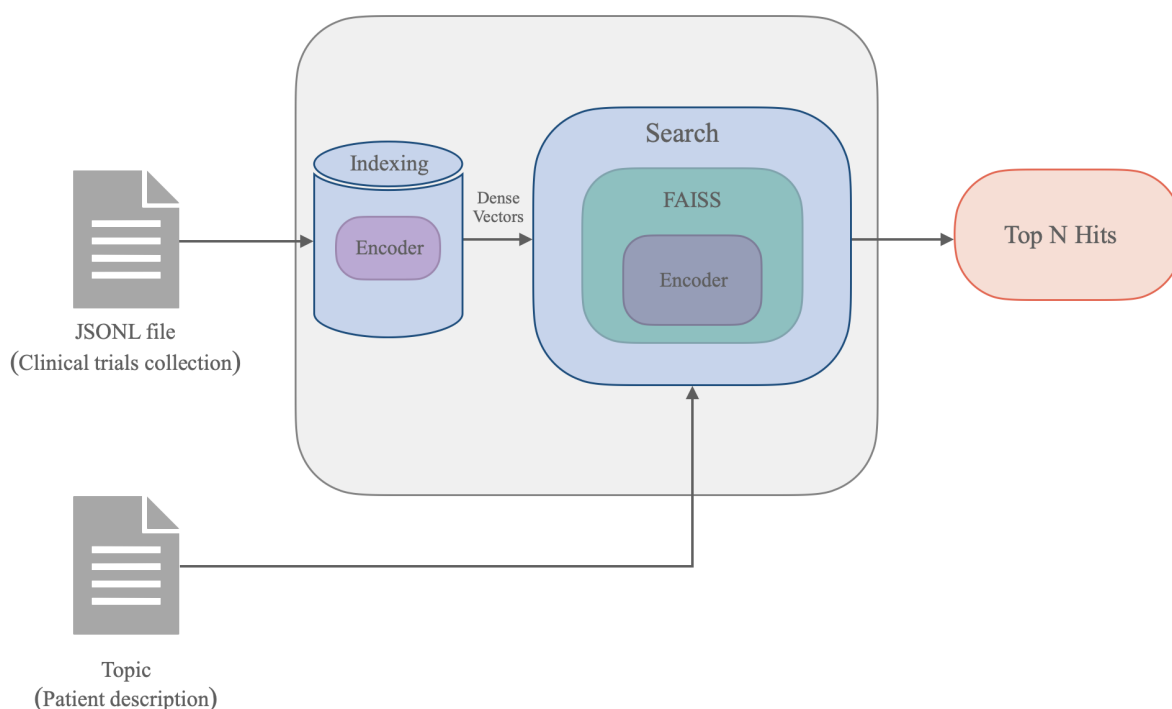 Search
Indexing
Dense
Vectors
FAISS
Encoder
Encoder
Top N Hits
JSONL file
(Clinical trials collection)
Topic
(Patient description)